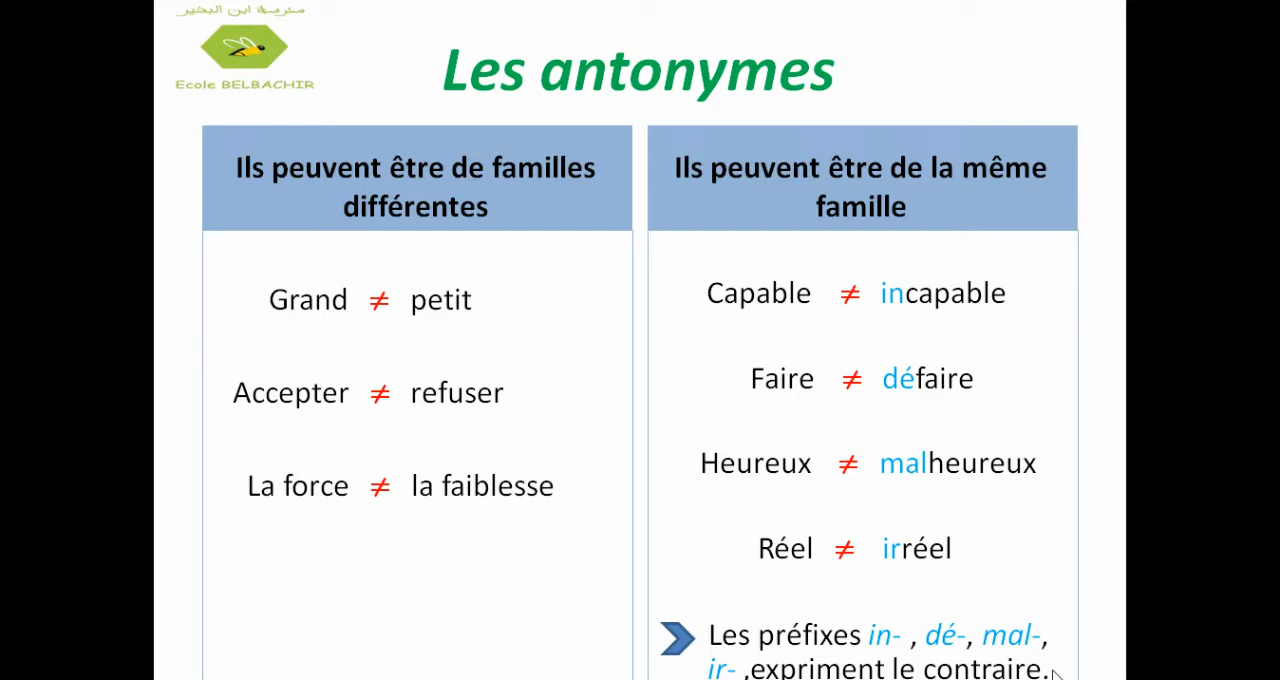 مدرسة ابن البشير
Ecole BELBACHIR
Les antonymes
Ils peuvent être de familles
différentes
Grand ≠ petit
Accepter ≠ refuser
La force ≠ la faiblesse
Ils peuvent être de la même
famille
Capable ≠ incapable
Faire ≠ défaire
Heureux ≠ malheureux
Réel ≠ irréel
Les préfixes in- , dé-, mal-,
ir- ,expriment le contraire.